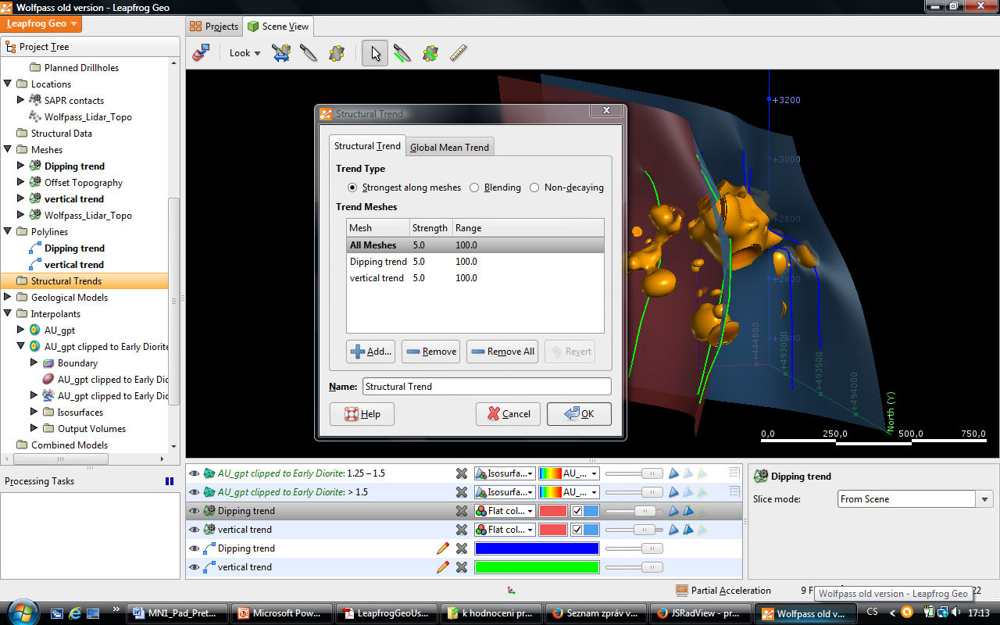 Wolfpass old version - Leapfrog Geo
Leapfrog Geo
Projects
Scene View
Project Tree
Look
Planned Drillholes
Locations
SAPR contacts
Wolfpass_Lidar_Topo
Structural Data
Meshes
Dipping trend
Offset Topography
vertical trend
Wolfpass_Lidar_Topo
Polylines
Dipping trend
vertical trend
Structural Trends
Geological Models
Interpolants
AU_gpt
AU_gpt clipped to Early Diorite
Boundary
AU_gpt clipped to Early Dio
AU_gpt clipped to Early Dio
Isosurfaces
Output Volumes
Combined Models
Processing Tasks
Structural Trend
Structural Trend
Global Mean Trend
Trend Type
Strongest along meshes
Blending
Non-decaying
Trend Meshes
Mesh Strength Range
All Meshes 5.0 100.0
Dipping trend 5.0 100.0
vertical trend 5.0 100.0
Add...
Remove
Remove All
Revert
Name: Structural Trend
Help
Cancel
OK
+3200
+3000
+2800
+2600
+2400
+444800
+493000
+493500
+494000
North (Y)
0,0 250,0 500,0 750,0
AU_gpt clipped to Early Diorite: 1.25 – 1.5 Isosurfa... AU_...
AU_gpt clipped to Early Diorite: > 1.5 Isosurfa... AU_...
Dipping trend Flat col...
vertical trend Flat col...
Dipping trend
vertical trend
Dipping trend
Slice mode: From Scene
Partial Acceleration
9 F
22
Wolfpass old version - Leapfrog Geo
MN1_Pad_Pret...
Microsoft Pow...
LeapfrogGeoUs...
k hodnoceni pr...
Seznam zpráv v...
JSRadView - pr...
Wolfpass old v...
CS
17:13